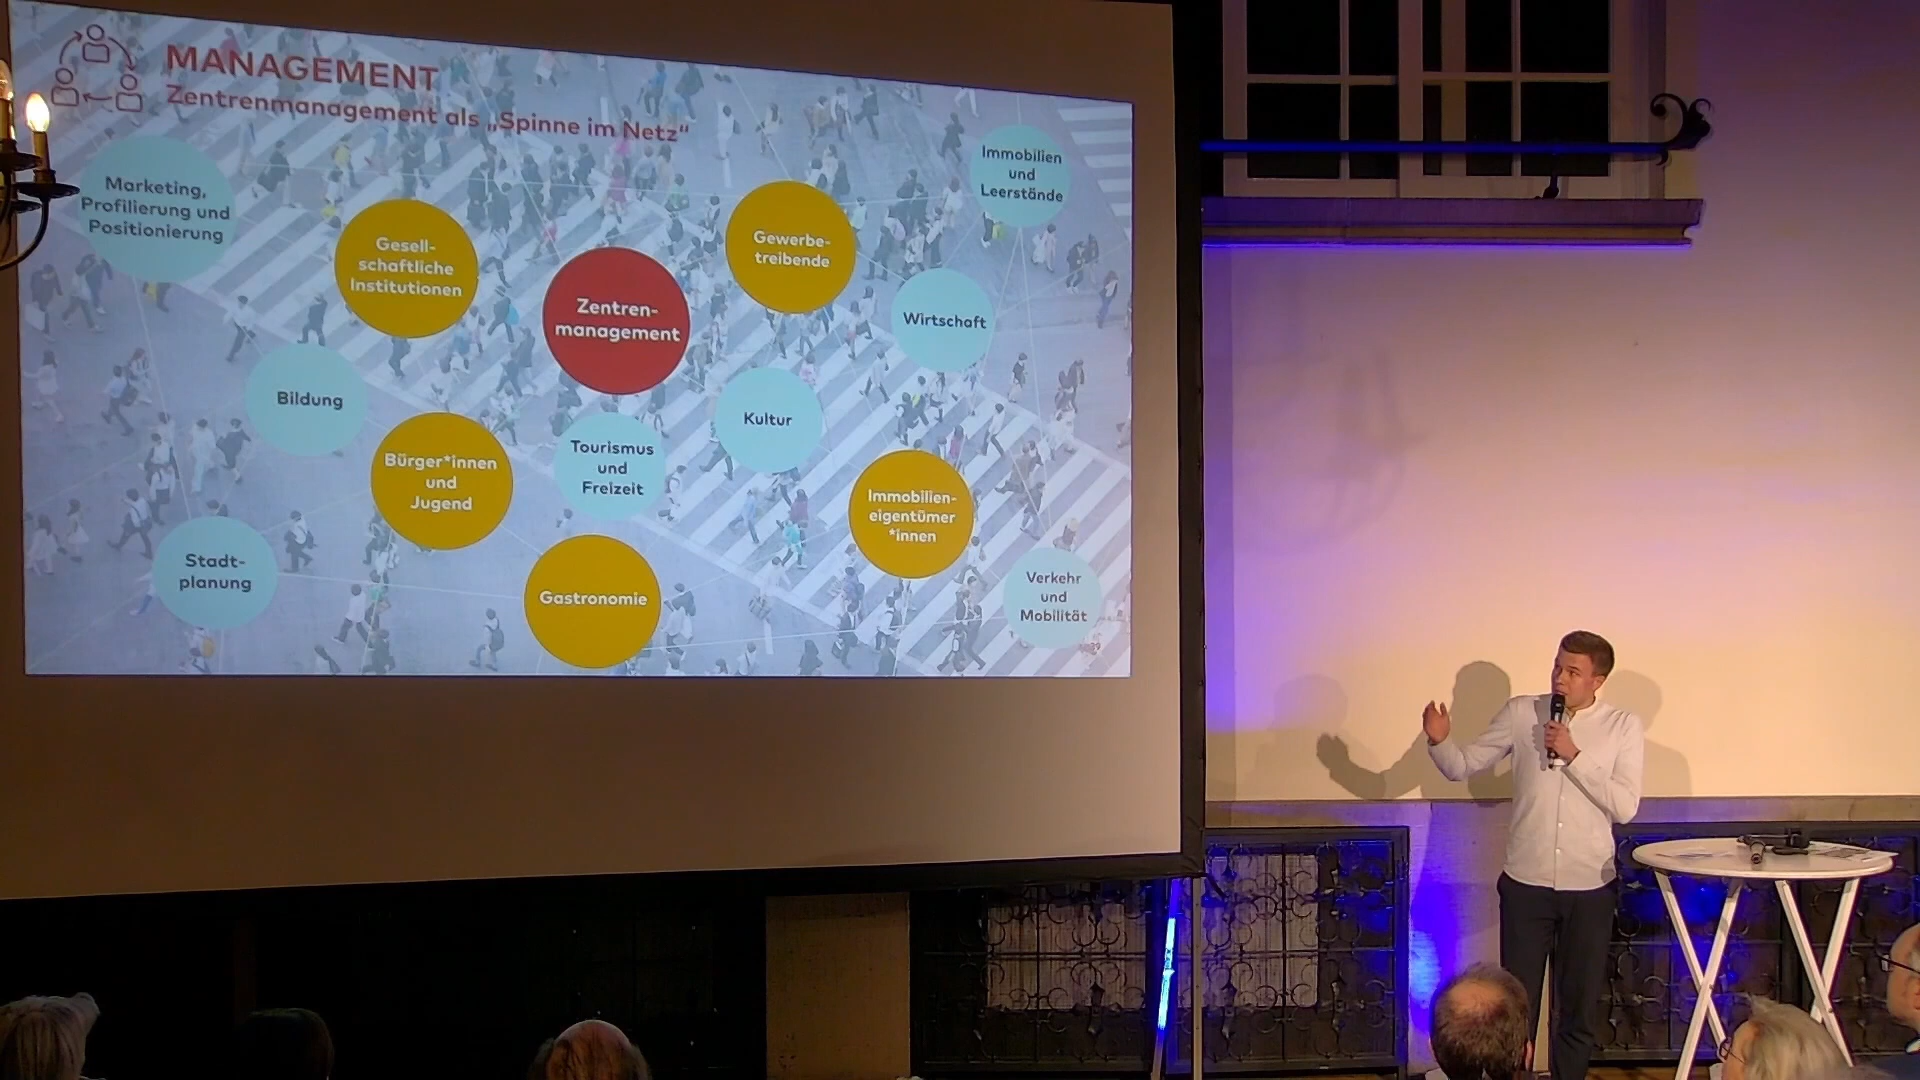 MANAGEMENT
Zentrenmanagement als „Spinne im Netz“
Marketing,
Profilierung und
Positionierung
Gesell-
schaftliche
Institutionen
Zentren-
management
Gewerbe-
treibende
Immobilien
und
Leerstände
Wirtschaft
Bildung
Bürger*innen
und
Jugend
Tourismus
und
Freizeit
Kultur
Immobilien-
eigentümer
*innen
Stadt-
planung
Gastronomie
Verkehr
und
Mobilität